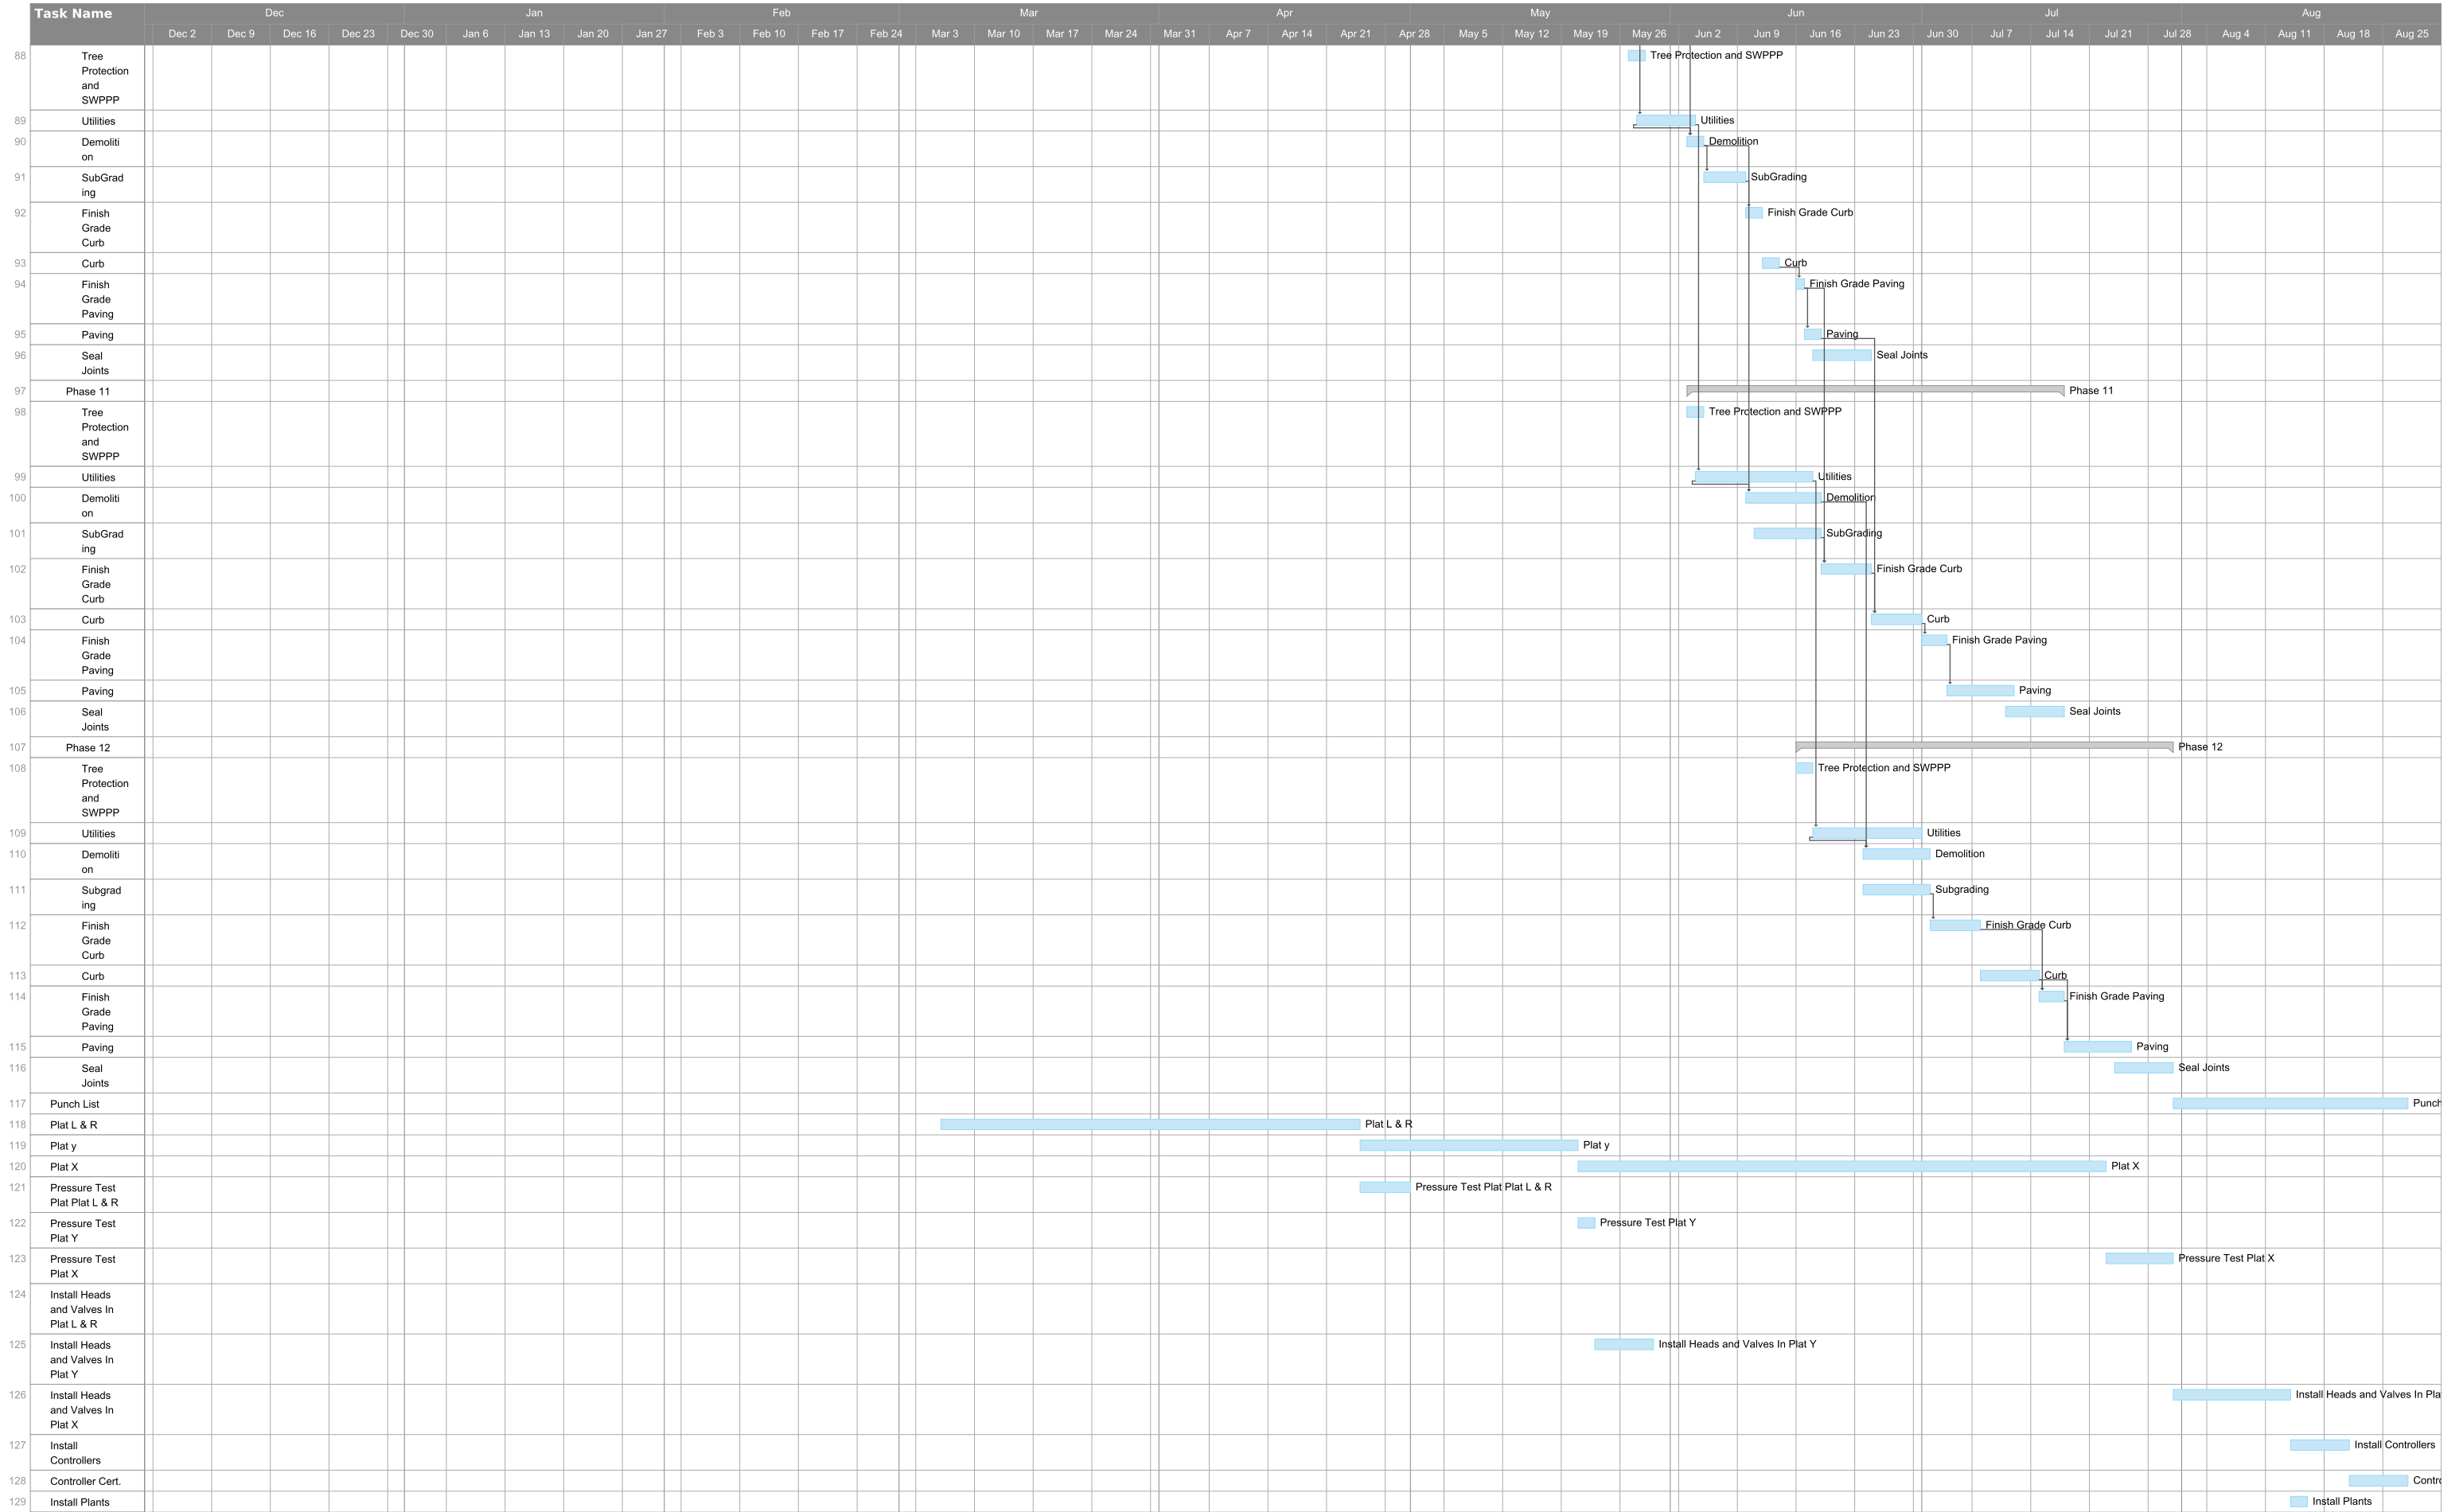 Task Name
Dec Jan Feb Mar Apr May Jun Jul Aug
Dec 2 Dec 9 Dec 16 Dec 23 Dec 30 Jan 6 Jan 13 Jan 20 Jan 27 Feb 3 Feb 10 Feb 17 Feb 24 Mar 3 Mar 10 Mar 17 Mar 24 Mar 31 Apr 7 Apr 14 Apr 21 Apr 28 May 5 May 12 May 19 May 26 Jun 2 Jun 9 Jun 16 Jun 23 Jun 30 Jul 7 Jul 14 Jul 21 Jul 28 Aug 4 Aug 11 Aug 18 Aug 25
88 Tree Tree Protection and SWPPP
Protection
and
SWPPP
89 Utilities Utilities
90 Demoliti Demolition
on
91 SubGrad SubGrading
ing
92 Finish Finish Grade Curb
Grade
Curb
93 Curb Curb
94 Finish Finish Grade Paving
Grade
Paving
95 Paving Paving
96 Seal Seal Joints
Joints
97 Phase 11 Phase 11
98 Tree Tree Protection and SWPPP
Protection
and
SWPPP
99 Utilities Utilities
100 Demoliti Demolition
on
101 SubGrad SubGrading
ing
102 Finish Finish Grade Curb
Grade
Curb
103 Curb Curb
104 Finish Finish Grade Paving
Grade
Paving
105 Paving Paving
106 Seal Seal Joints
Joints
107 Phase 12 Phase 12
108 Tree Tree Protection and SWPPP
Protection
and
SWPPP
109 Utilities Utilities
110 Demoliti Demolition
on
111 Subgrad Subgrading
ing
112 Finish Finish Grade Curb
Grade
Curb
113 Curb Curb
114 Finish Finish Grade Paving
Grade
Paving
115 Paving Paving
116 Seal Seal Joints
Joints
117 Punch List Punch
118 Plat L & R Plat L & R
119 Plat y Plat y
120 Plat X Plat X
121 Pressure Test Pressure Test Plat Plat L & R
Plat Plat L & R
122 Pressure Test Pressure Test Plat Y
Plat Y
123 Pressure Test Pressure Test Plat X
Plat X
124 Install Heads
and Valves In
Plat L & R
125 Install Heads Install Heads and Valves In Plat Y
and Valves In
Plat Y
126 Install Heads Install Heads and Valves In Pla
and Valves In
Plat X
127 Install Install Controllers
Controllers
128 Controller Cert. Contro
129 Install Plants Install Plants